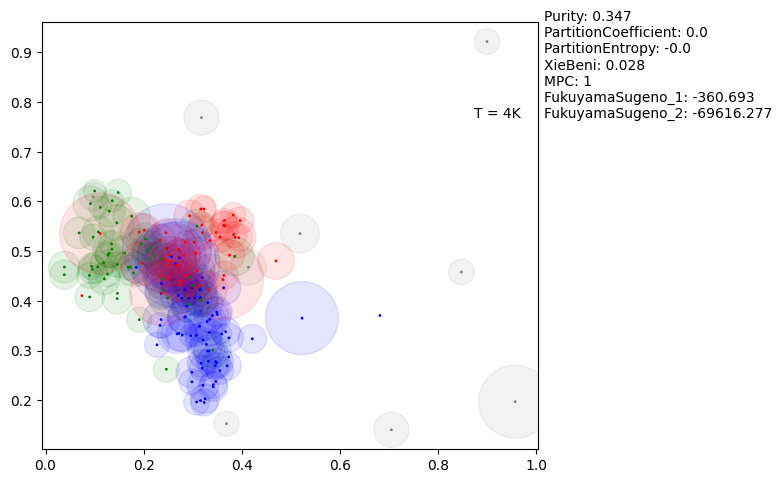 Purity: 0.347
PartitionCoefficient: 0.0
PartitionEntropy: -0.0
XieBeni: 0.028
MPC: 1
FukuyamaSugeno_1: -360.693
FukuyamaSugeno_2: -69616.277
T = 4K
0.9
0.8
0.7
0.6
0.5
0.4
0.3
0.2
0.0 0.2 0.4 0.6 0.8 1.0